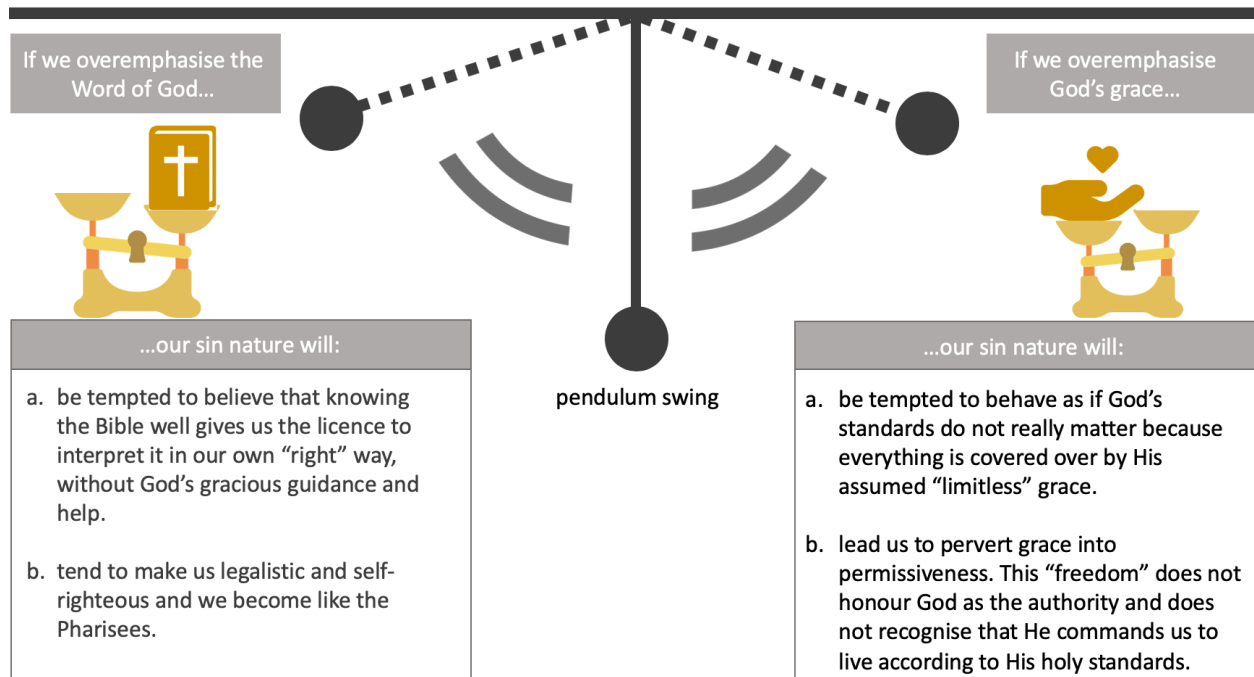 If we overemphasise the
Word of God...
If we overemphasise
God's grace...
...our sin nature will:
a. be tempted to believe that knowing
the Bible well gives us the licence to
interpret it in our own “right” way,
without God's gracious guidance and
help.
b. tend to make us legalistic and self-
righteous and we become like the
Pharisees.
pendulum swing
...our sin nature will:
a. be tempted to behave as if God's
standards do not really matter because
everything is covered over by His
assumed “limitless” grace.
b. lead us to pervert grace into
permissiveness. This “freedom” does not
honour God as the authority and does
not recognise that He commands us to
live according to His holy standards.